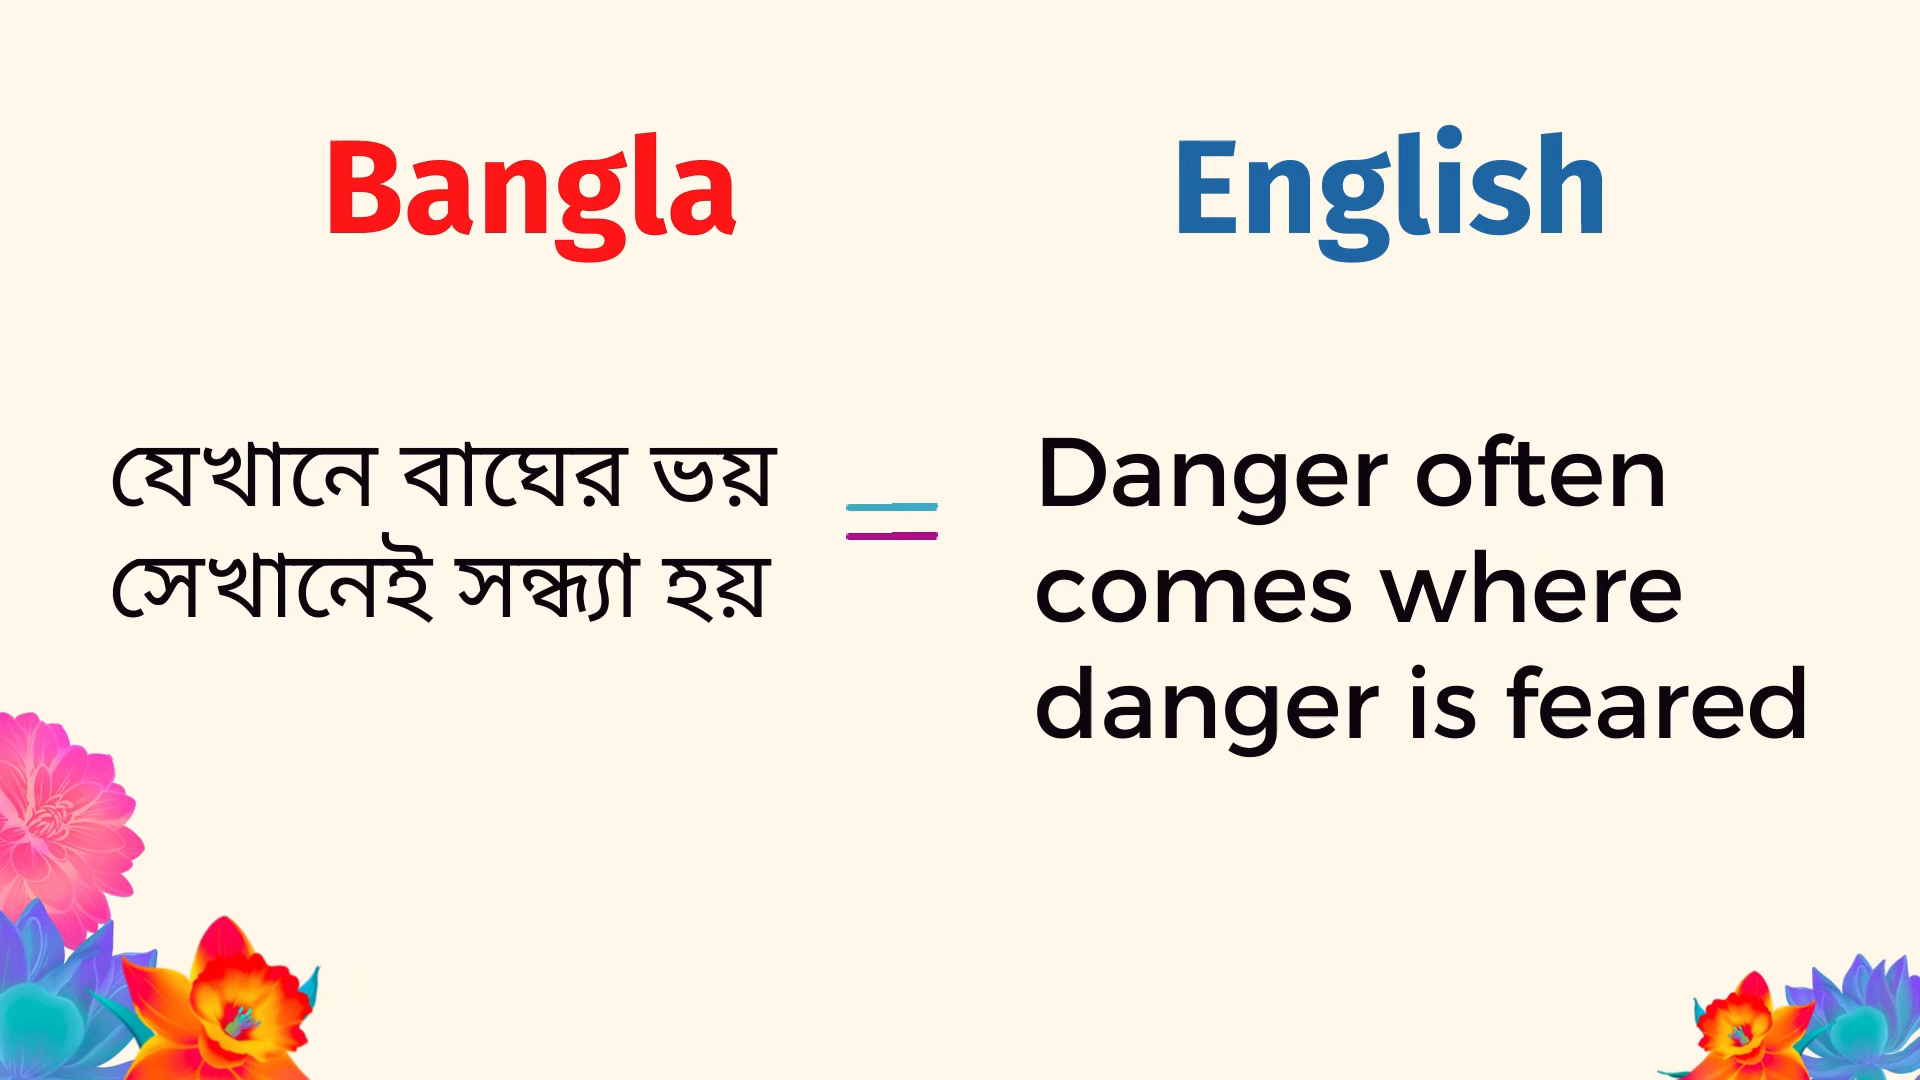 Bangla
English
যেখানে বাঘের ভয়
সেখানেই সন্ধ্যা হয়
=
Danger often
comes where
danger is feared